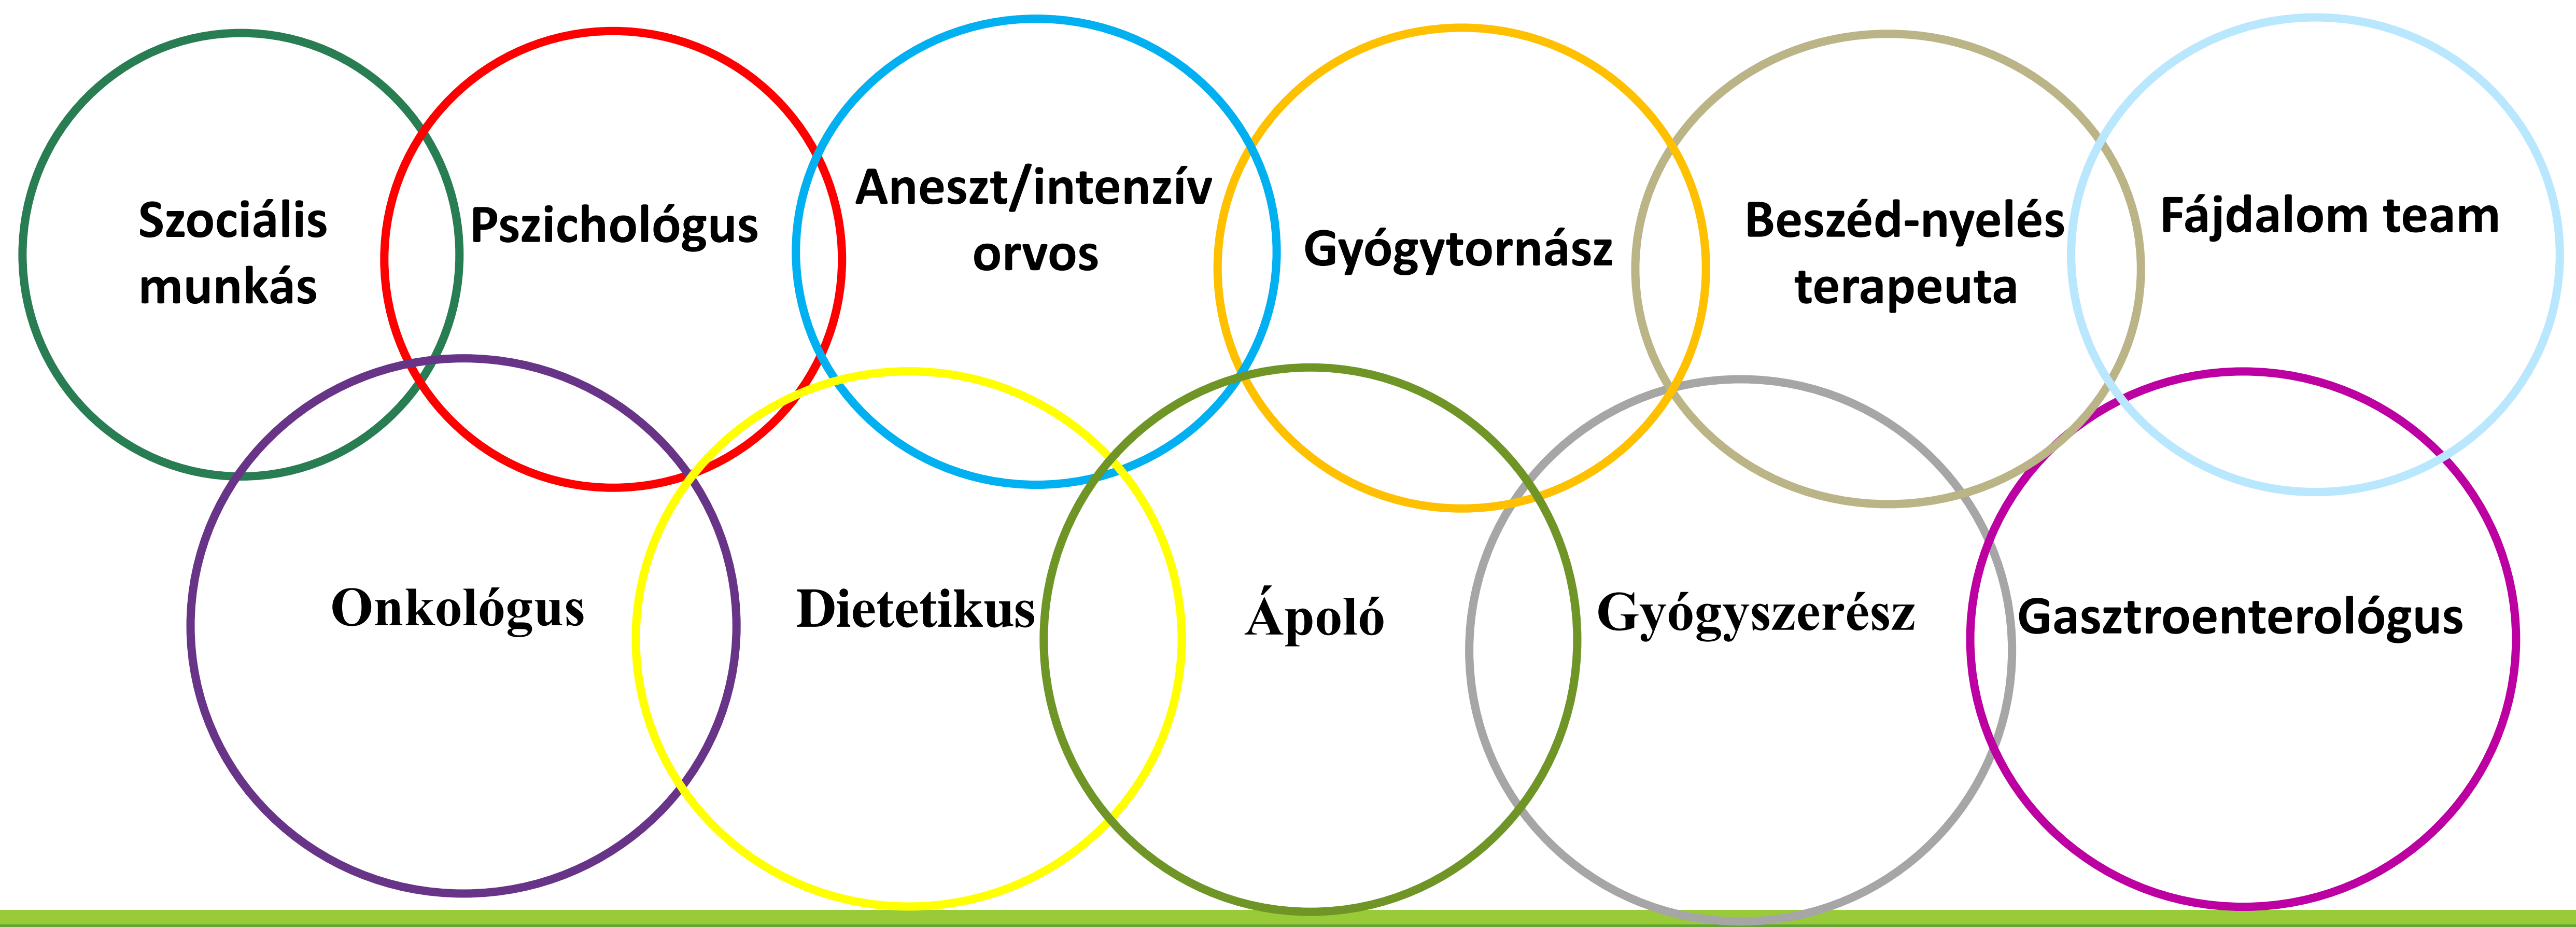 Szociális
munkás
Pszichológus
Aneszt/intenzív
orvos
Gyógytornász
Beszéd-nyelés
terapeuta
Fájdalom team
Onkológus
Dietetikus
Ápoló
Gyógyszerész
Gasztroenterológus